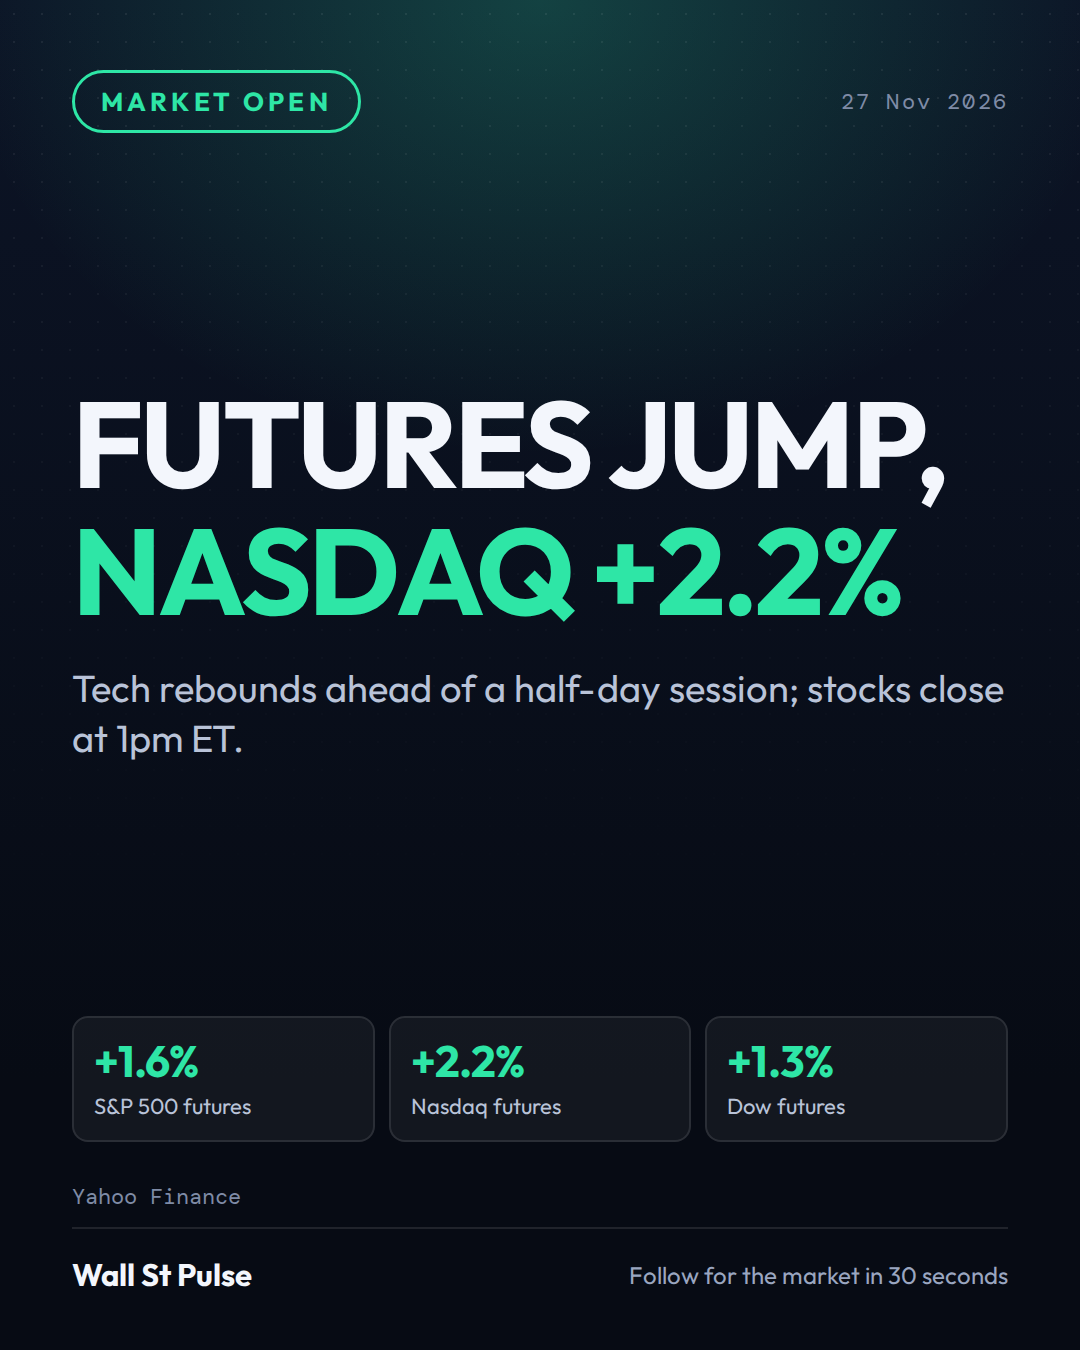 MARKET OPEN
27 Nov 2026
FUTURES JUMP,
NASDAQ +2.2%
Tech rebounds ahead of a half-day session; stocks close
at 1pm ET.
+1.6%
S&P 500 futures
+2.2%
Nasdaq futures
+1.3%
Dow futures
Yahoo Finance
Wall St Pulse
Follow for the market in 30 seconds